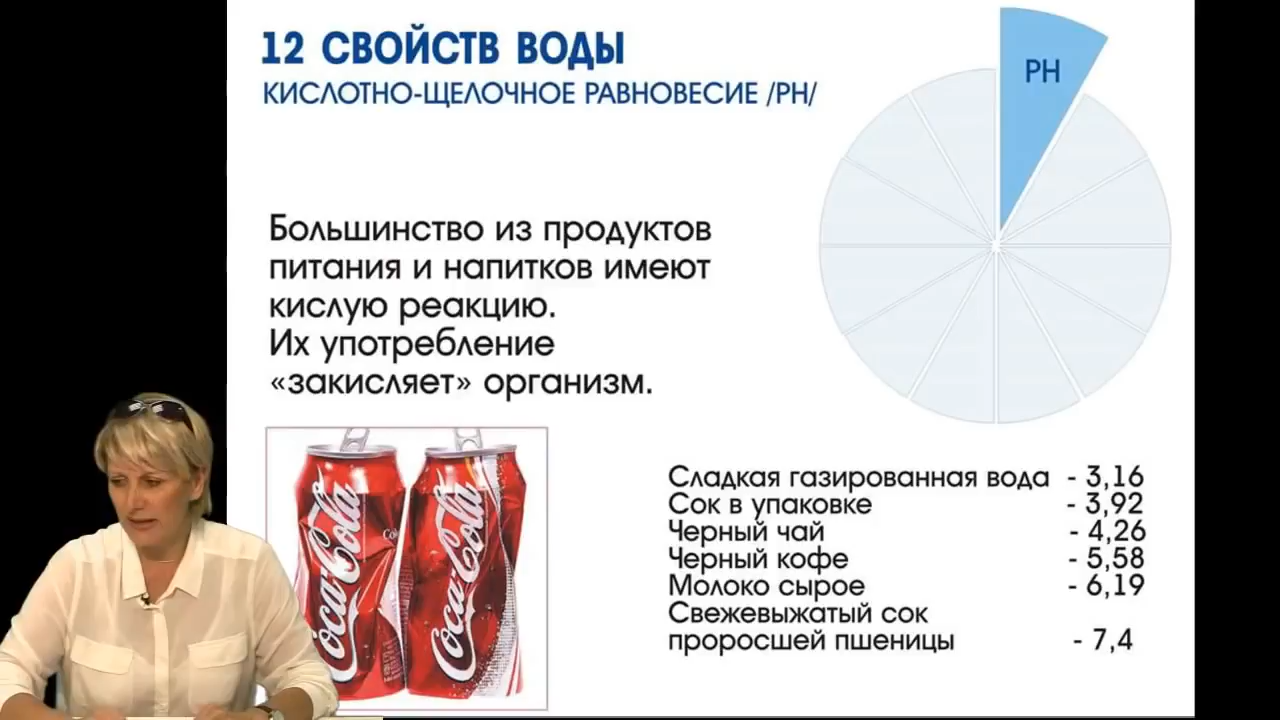 12 СВОЙСТВ ВОДЫ
КИСЛОТНО-ЩЕЛОЧНОЕ РАВНОВЕСИЕ /РН/
РН
Большинство из продуктов
питания и напитков имеют
кислую реакцию.
Их употребление
«закисляет» организм.
Coca-Cola
Coca-Cola
Сладкая газированная вода - 3,16
Сок в упаковке - 3,92
Черный чай - 4,26
Черный кофе - 5,58
Молоко сырое - 6,19
Свежевыжатый сок
проросшей пшеницы - 7,4